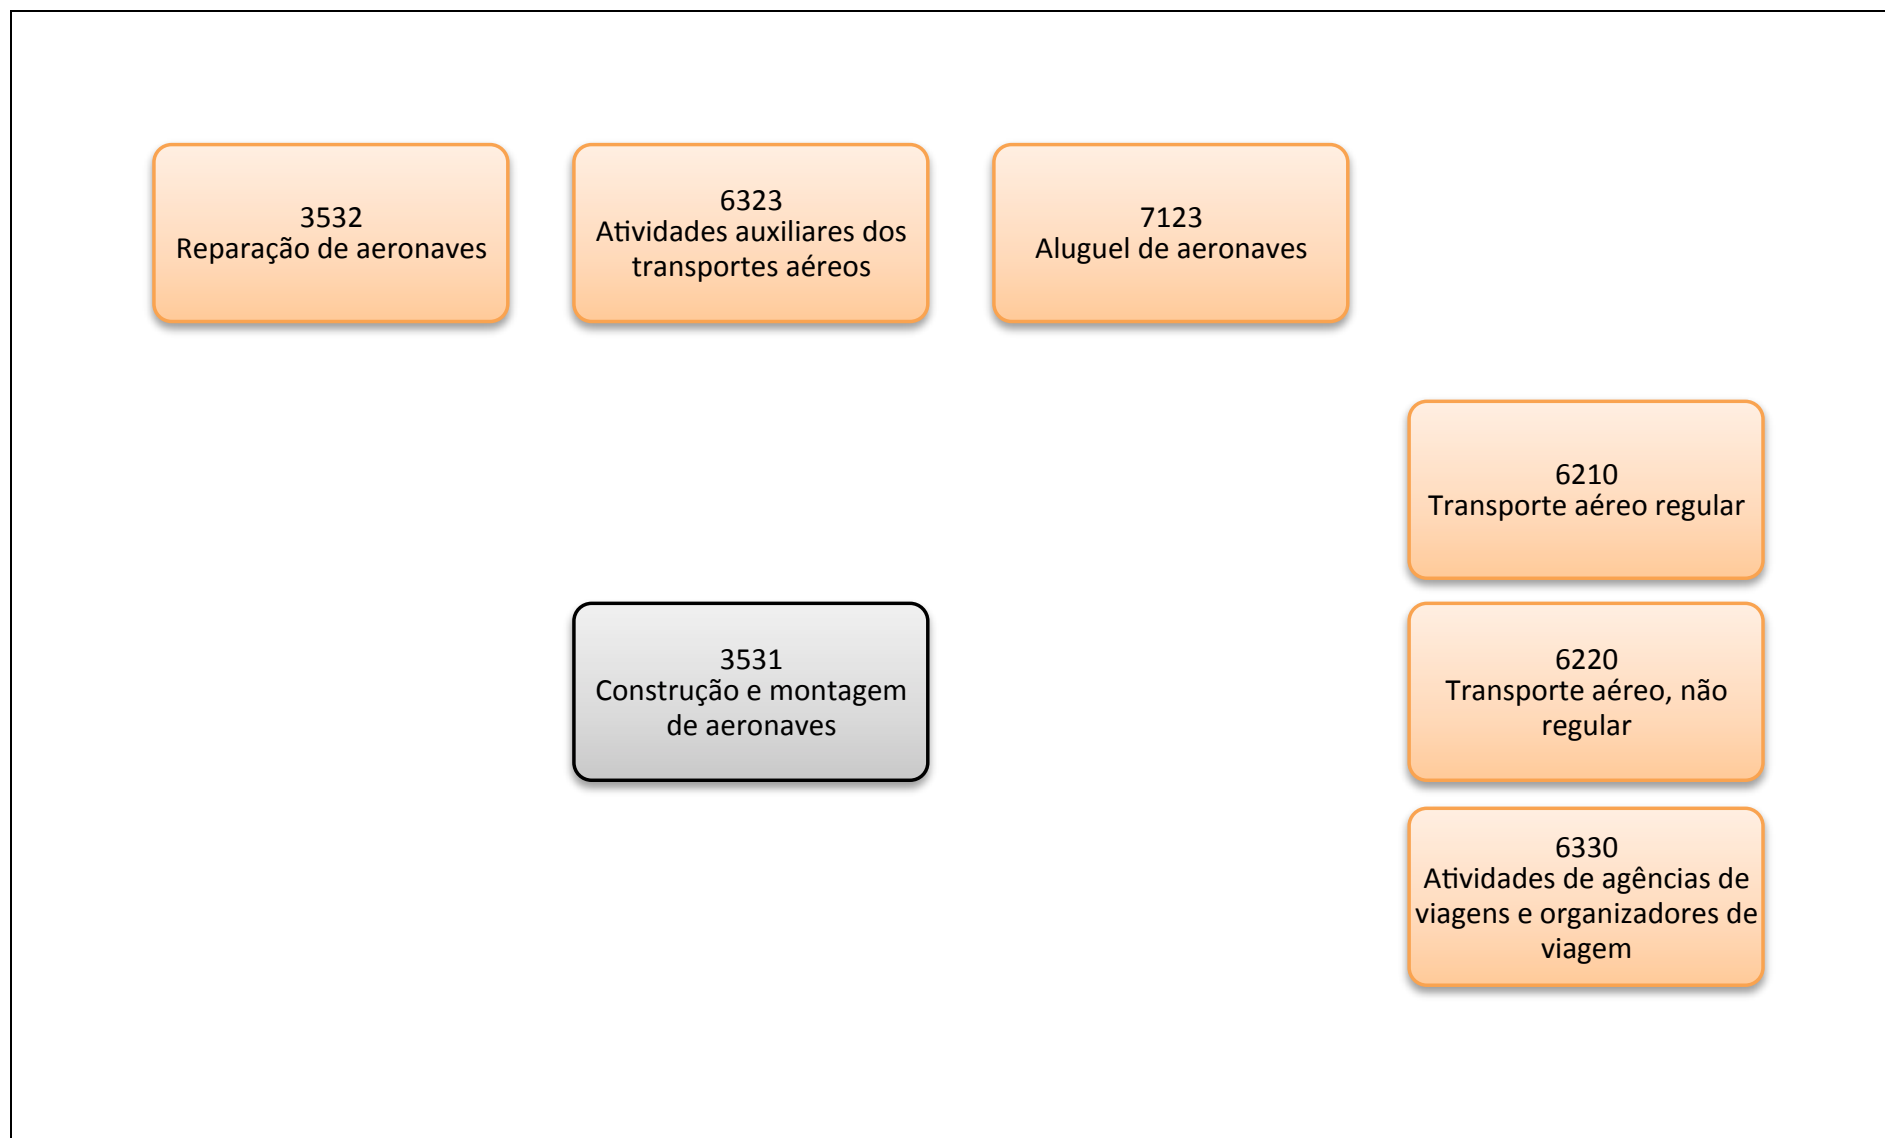 3532
Reparação de aeronaves
6323
Atividades auxiliares dos
transportes aéreos
7123
Aluguel de aeronaves
6210
Transporte aéreo regular
3531
Construção e montagem
de aeronaves
6220
Transporte aéreo, não
regular
6330
Atividades de agências de
viagens e organizadores de
viagem